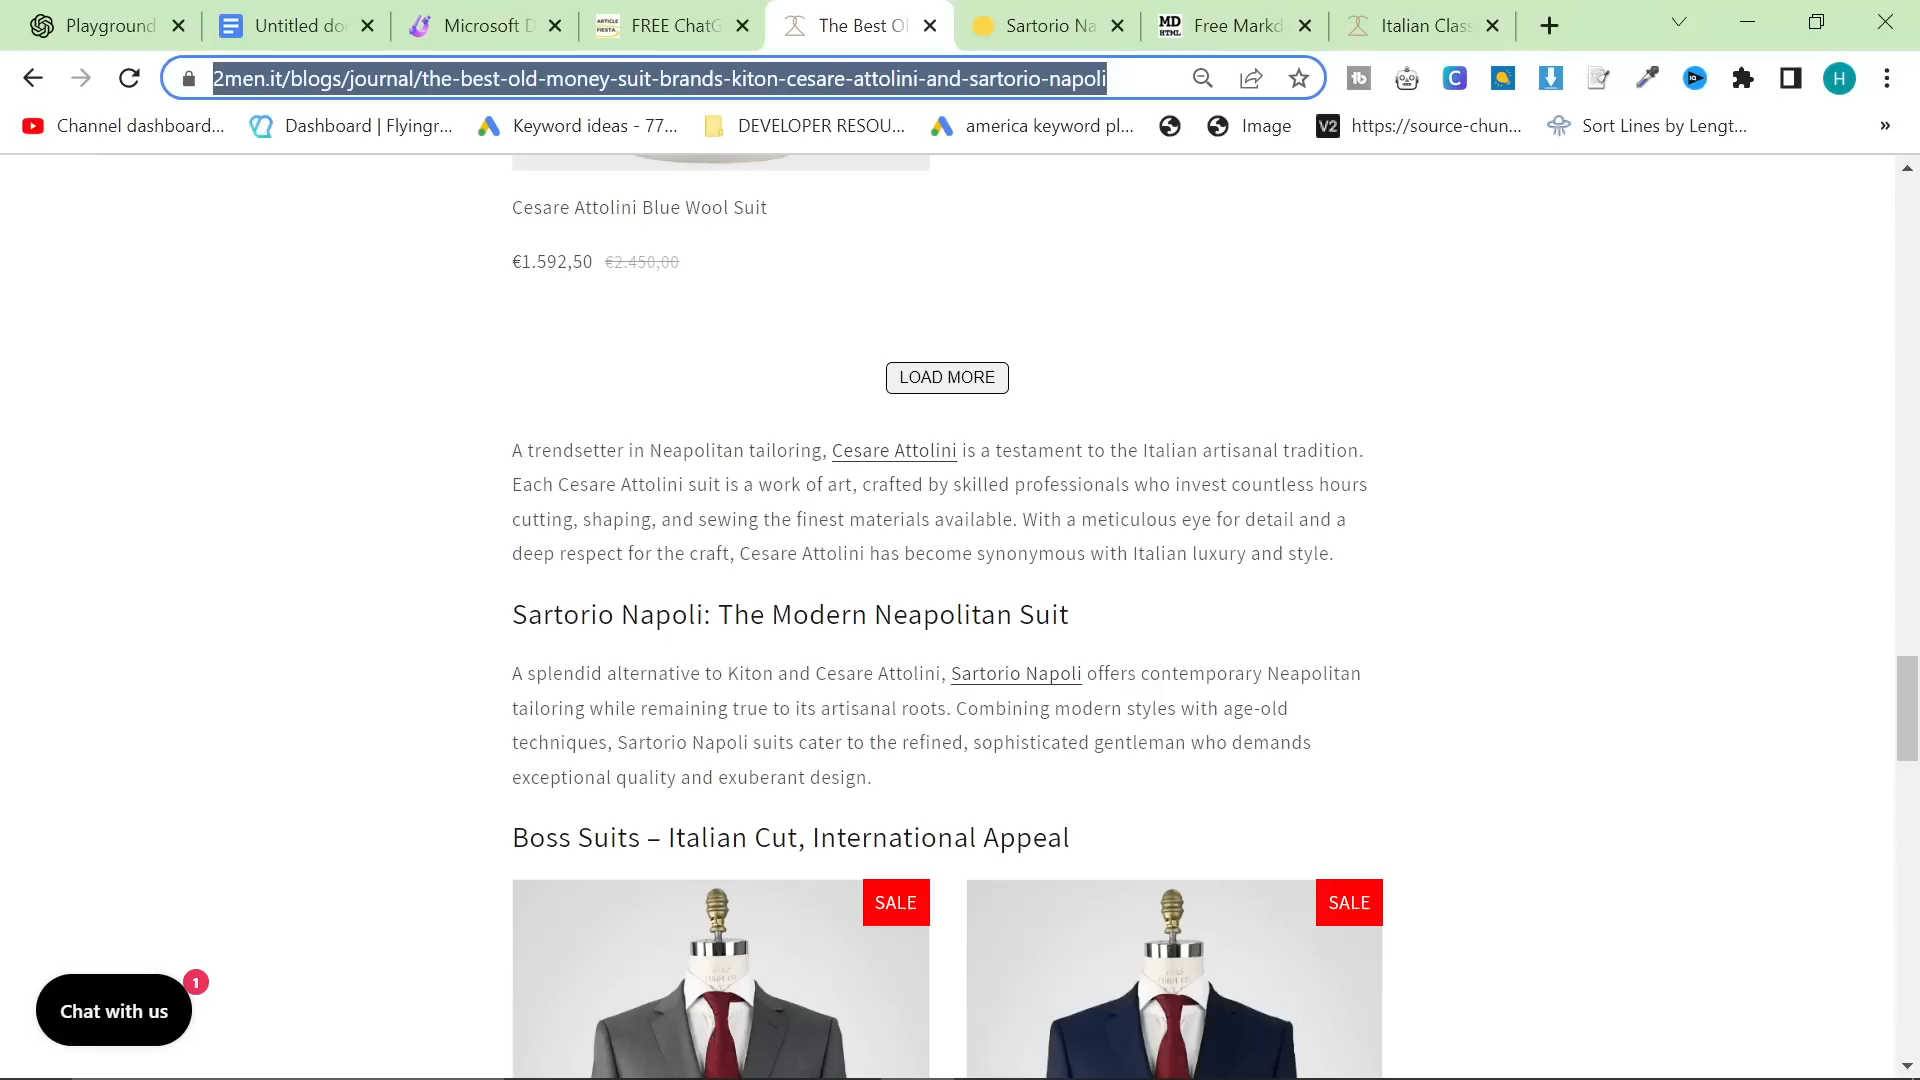 Playground
Untitled do
Microsoft D
ARTICLE
FIESTA
FREE ChatG
The Best O
Sartorio Na
MD
HTML
Free Markd
Italian Class
2men.it/blogs/journal/the-best-old-money-suit-brands-kiton-cesare-attolini-and-sartorio-napoli
tb
C
H
Channel dashboard...
Dashboard | Flyingr...
Keyword ideas - 77...
DEVELOPER RESOU...
america keyword pl...
Image
V2
https://source-chun...
Sort Lines by Lengt...
»
Cesare Attolini Blue Wool Suit
€1.592,50 €2.450,00
LOAD MORE
A trendsetter in Neapolitan tailoring, Cesare Attolini is a testament to the Italian artisanal tradition.
Each Cesare Attolini suit is a work of art, crafted by skilled professionals who invest countless hours
cutting, shaping, and sewing the finest materials available. With a meticulous eye for detail and a
deep respect for the craft, Cesare Attolini has become synonymous with Italian luxury and style.
Sartorio Napoli: The Modern Neapolitan Suit
A splendid alternative to Kiton and Cesare Attolini, Sartorio Napoli offers contemporary Neapolitan
tailoring while remaining true to its artisanal roots. Combining modern styles with age-old
techniques, Sartorio Napoli suits cater to the refined, sophisticated gentleman who demands
exceptional quality and exuberant design.
Boss Suits – Italian Cut, International Appeal
SALE
SALE
1
Chat with us